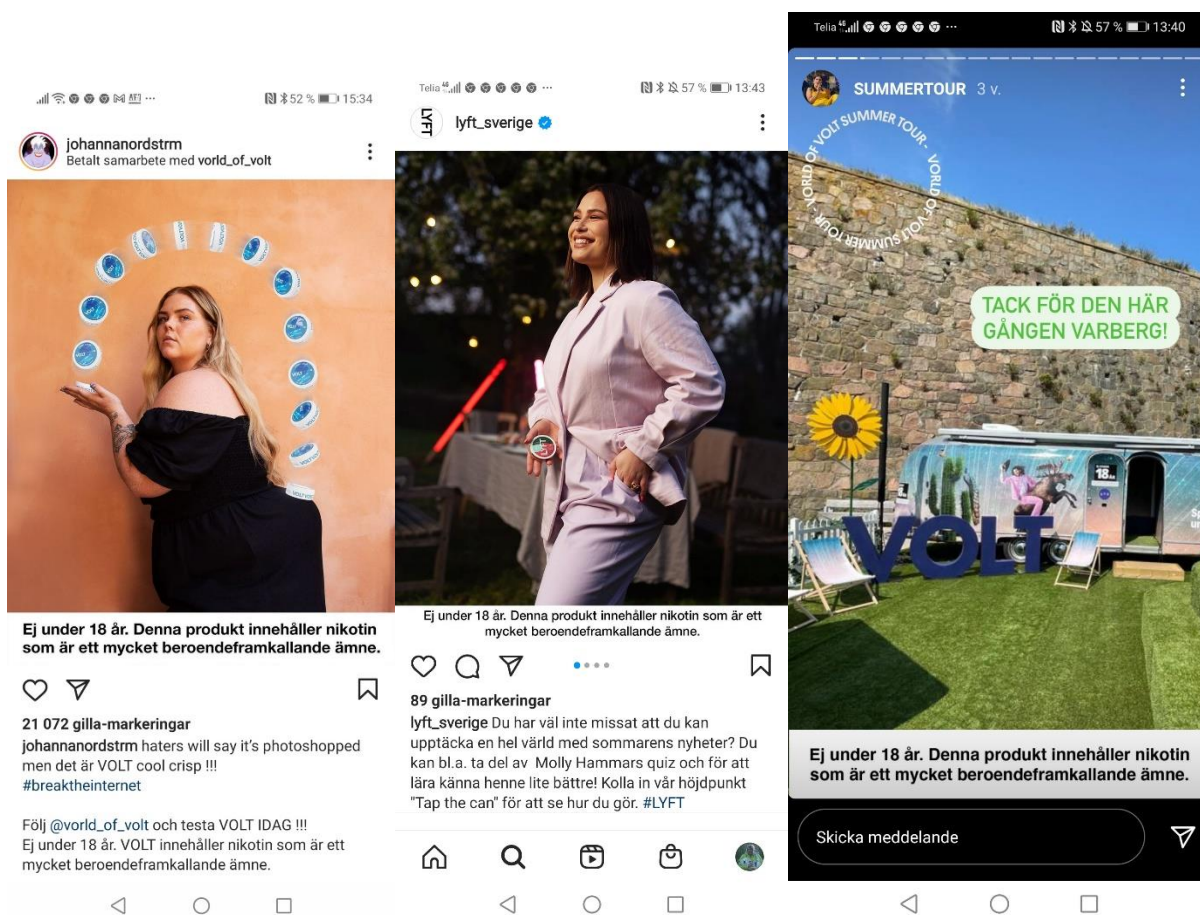 15:34
52 %
johannanordstrm
Betalt samarbete med vorld_of_volt
VOLT
Ej under 18 år. Denna produkt innehåller nikotin
som är ett mycket beroendeframkallande ämne.
21 072 gilla-markeringar
johannanordstrm haters will say it's photoshopped
men det är VOLT cool crisp !!!
#breaktheinternet
Följ @vorld_of_volt och testa VOLT IDAG !!!
Ej under 18 år. VOLT innehåller nikotin som är ett
mycket beroendeframkallande ämne.
Telia
57 % 13:43
LYFT
lyft_sverige
LYFT
Ej under 18 år. Denna produkt innehåller nikotin som är ett
mycket beroendeframkallande ämne.
89 gilla-markeringar
lyft_sverige Du har väl inte missat att du kan
upptäcka en hel värld med sommarens nyheter? Du
kan bl.a. ta del av Molly Hammars quiz och för att
lära känna henne lite bättre! Kolla in vår höjdpunkt
"Tap the can" för att se hur du gör. #LYFT
Telia
57 % 13:40
SUMMERTOUR 3 v.
VORLD OF VOLT SUMMER TOUR - VORLD OF VOLT SUMMER TOUR -
TACK FÖR DEN HÄR
GÅNGEN VARBERG!
18
VOLT
Ej under 18 år. Denna produkt innehåller nikotin
som är ett mycket beroendeframkallande ämne.
Skicka meddelande